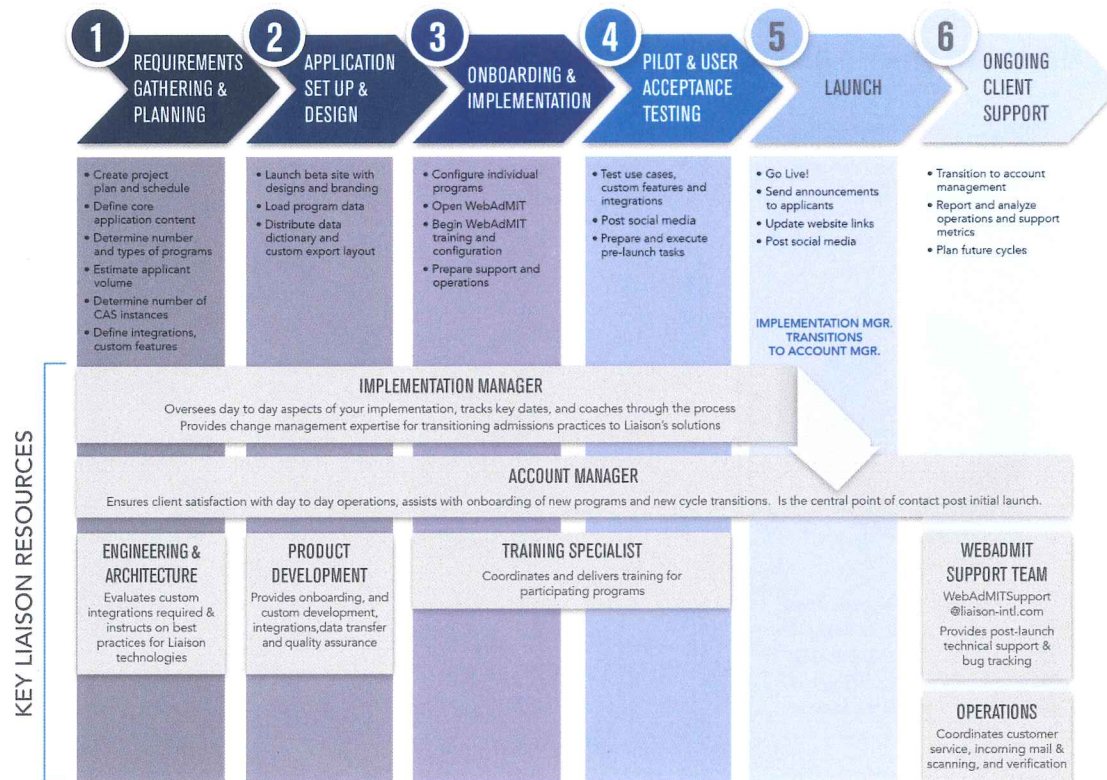 1
REQUIREMENTS
GATHERING &
PLANNING
2
APPLICATION
SET UP &
DESIGN
3
ONBOARDING &
IMPLEMENTATION
4
PILOT & USER
ACCEPTANCE
TESTING
5
LAUNCH
6
ONGOING
CLIENT
SUPPORT
• Create project
plan and schedule
• Define core
application content
• Determine number
and types of programs
• Estimate applicant
volume
• Determine number of
CAS instances
• Define integrations,
custom features
• Launch beta site with
designs and branding
• Load program data
• Distribute data
dictionary and
custom export layout
• Configure individual
programs
• Open WebAdMIT
• Begin WebAdMIT
training and
configuration
• Prepare support and
operations
• Test use cases,
custom features and
integrations
• Post social media
• Prepare and execute
pre-launch tasks
• Go Live!
• Send announcements
to applicants
• Update website links
• Post social media
IMPLEMENTATION MGR.
TRANSITIONS
TO ACCOUNT MGR.
• Transition to account
management
• Report and analyze
operations and support
metrics
• Plan future cycles
KEY LIAISON RESOURCES
IMPLEMENTATION MANAGER
Oversees day to day aspects of your implementation, tracks key dates, and coaches through the process
Provides change management expertise for transitioning admissions practices to Liaison's solutions
ACCOUNT MANAGER
Ensures client satisfaction with day to day operations, assists with onboarding of new programs and new cycle transitions. Is the central point of contact post initial launch.
ENGINEERING &
ARCHITECTURE
Evaluates custom
integrations required &
instructs on best
practices for Liaison
technologies
PRODUCT
DEVELOPMENT
Provides onboarding, and
custom development,
integrations,data transfer
and quality assurance
TRAINING SPECIALIST
Coordinates and delivers training for
participating programs
WEBADMIT
SUPPORT TEAM
WebAdMITSupport
@liaison-intl.com
Provides post-launch
technical support &
bug tracking
OPERATIONS
Coordinates customer
service, incoming mail &
scanning, and verification